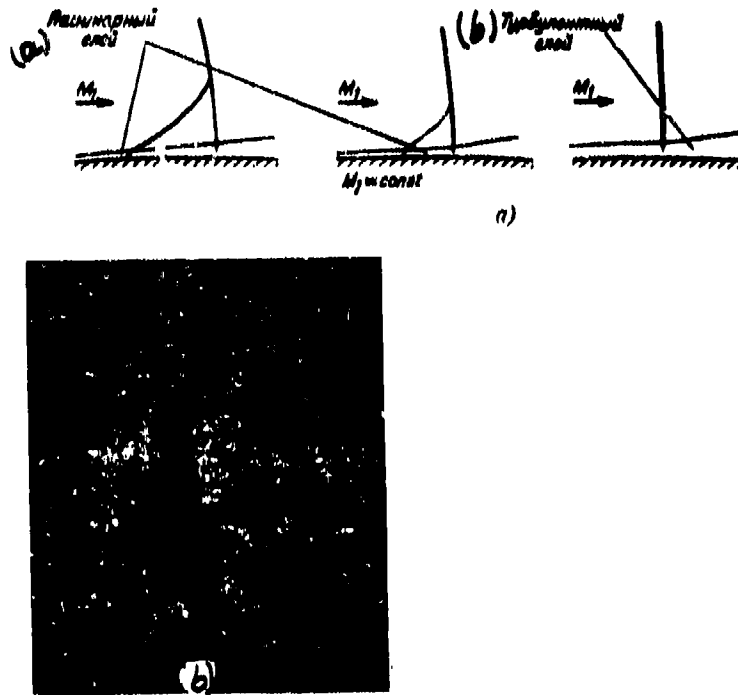 (a) Ламинарный
слой
(b) Турбулентный
слой
M₁
M₁
M₁
M₁ = const
а)
(b)